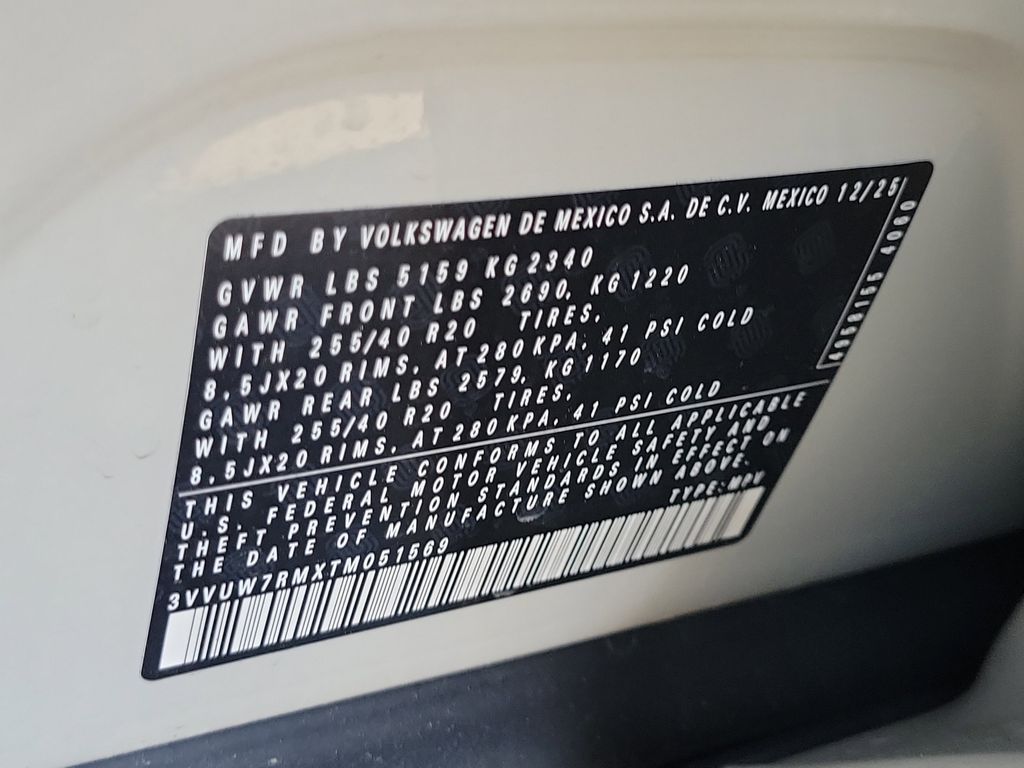 MFD BY VOLKSWAGEN DE MEXICO S.A. DE C.V. MEXICO 12/25
GVWR LBS 5159 KG 2340
GAWR FRONT LBS 2690, KG 1220
WITH 255/40 R20 TIRES,
8,5JX20 RIMS, AT 280KPA, 41 PSI COLD
GAWR REAR LBS 2579, KG 1170
WITH 255/40 R20 TIRES,
8,5JX20 RIMS, AT 280KPA, 41 PSI COLD
THIS VEHICLE CONFORMS TO ALL APPLICABLE
U.S. FEDERAL MOTOR VEHICLE SAFETY AND
THEFT PREVENTION STANDARDS IN EFFECT ON
THE DATE OF MANUFACTURE SHOWN ABOVE.
TYPE:MPV
3VVUW7RMXTM051569
4080